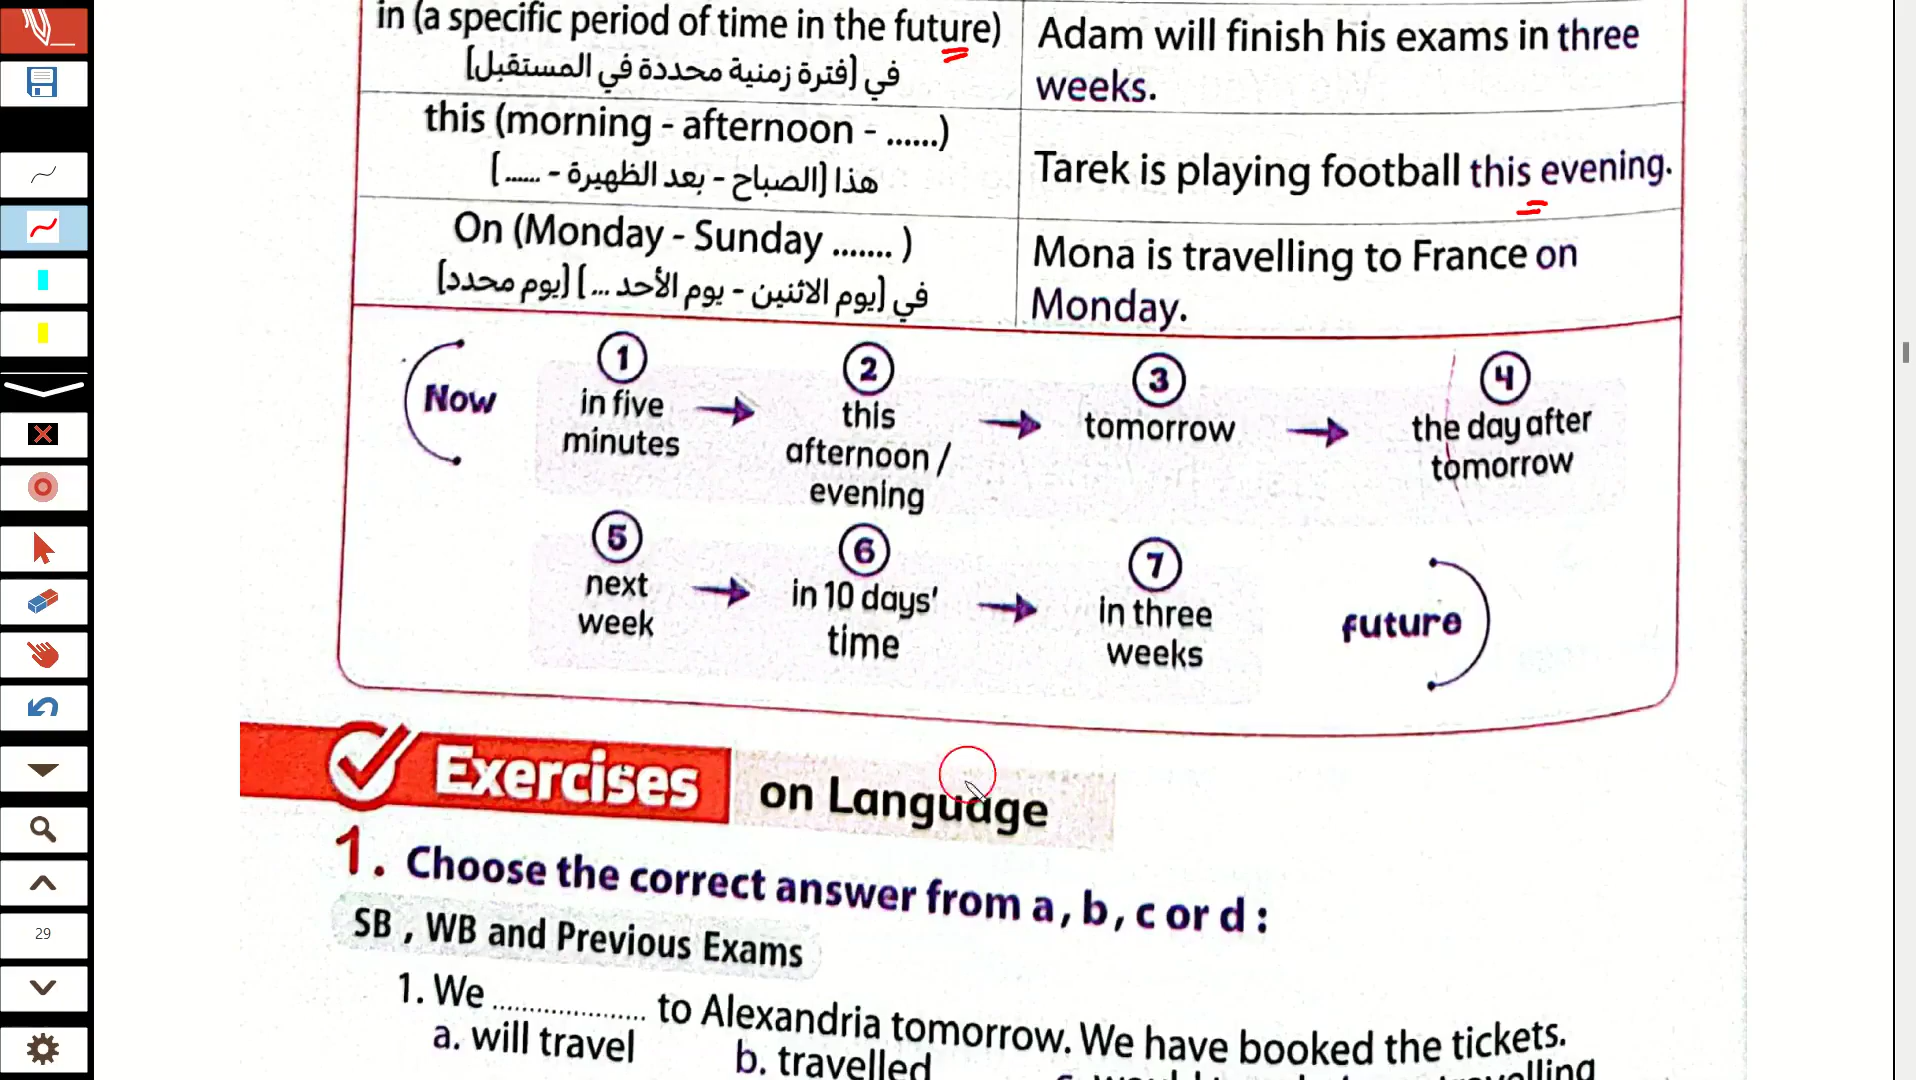 in (a specific period of time in the future)
في [فترة زمنية محددة في المستقبل]
Adam will finish his exams in three
weeks.
this (morning - afternoon - ......)
هذا [الصباح - بعد الظهيرة - ......]
Tarek is playing football this evening.
On (Monday - Sunday ....... )
في [يوم الاثنين - يوم الأحد ... ] [يوم محدد]
Mona is travelling to France on
Monday.
Now
1
in five
minutes
2
this
afternoon /
evening
3
tomorrow
4
the day after
tomorrow
5
next
week
6
in 10 days'
time
7
in three
weeks
future
Exercises on Language
1. Choose the correct answer from a, b, c or d :
SB , WB and Previous Exams
1. We .................... to Alexandria tomorrow. We have booked the tickets.
a. will travel b. travelled travelling
29